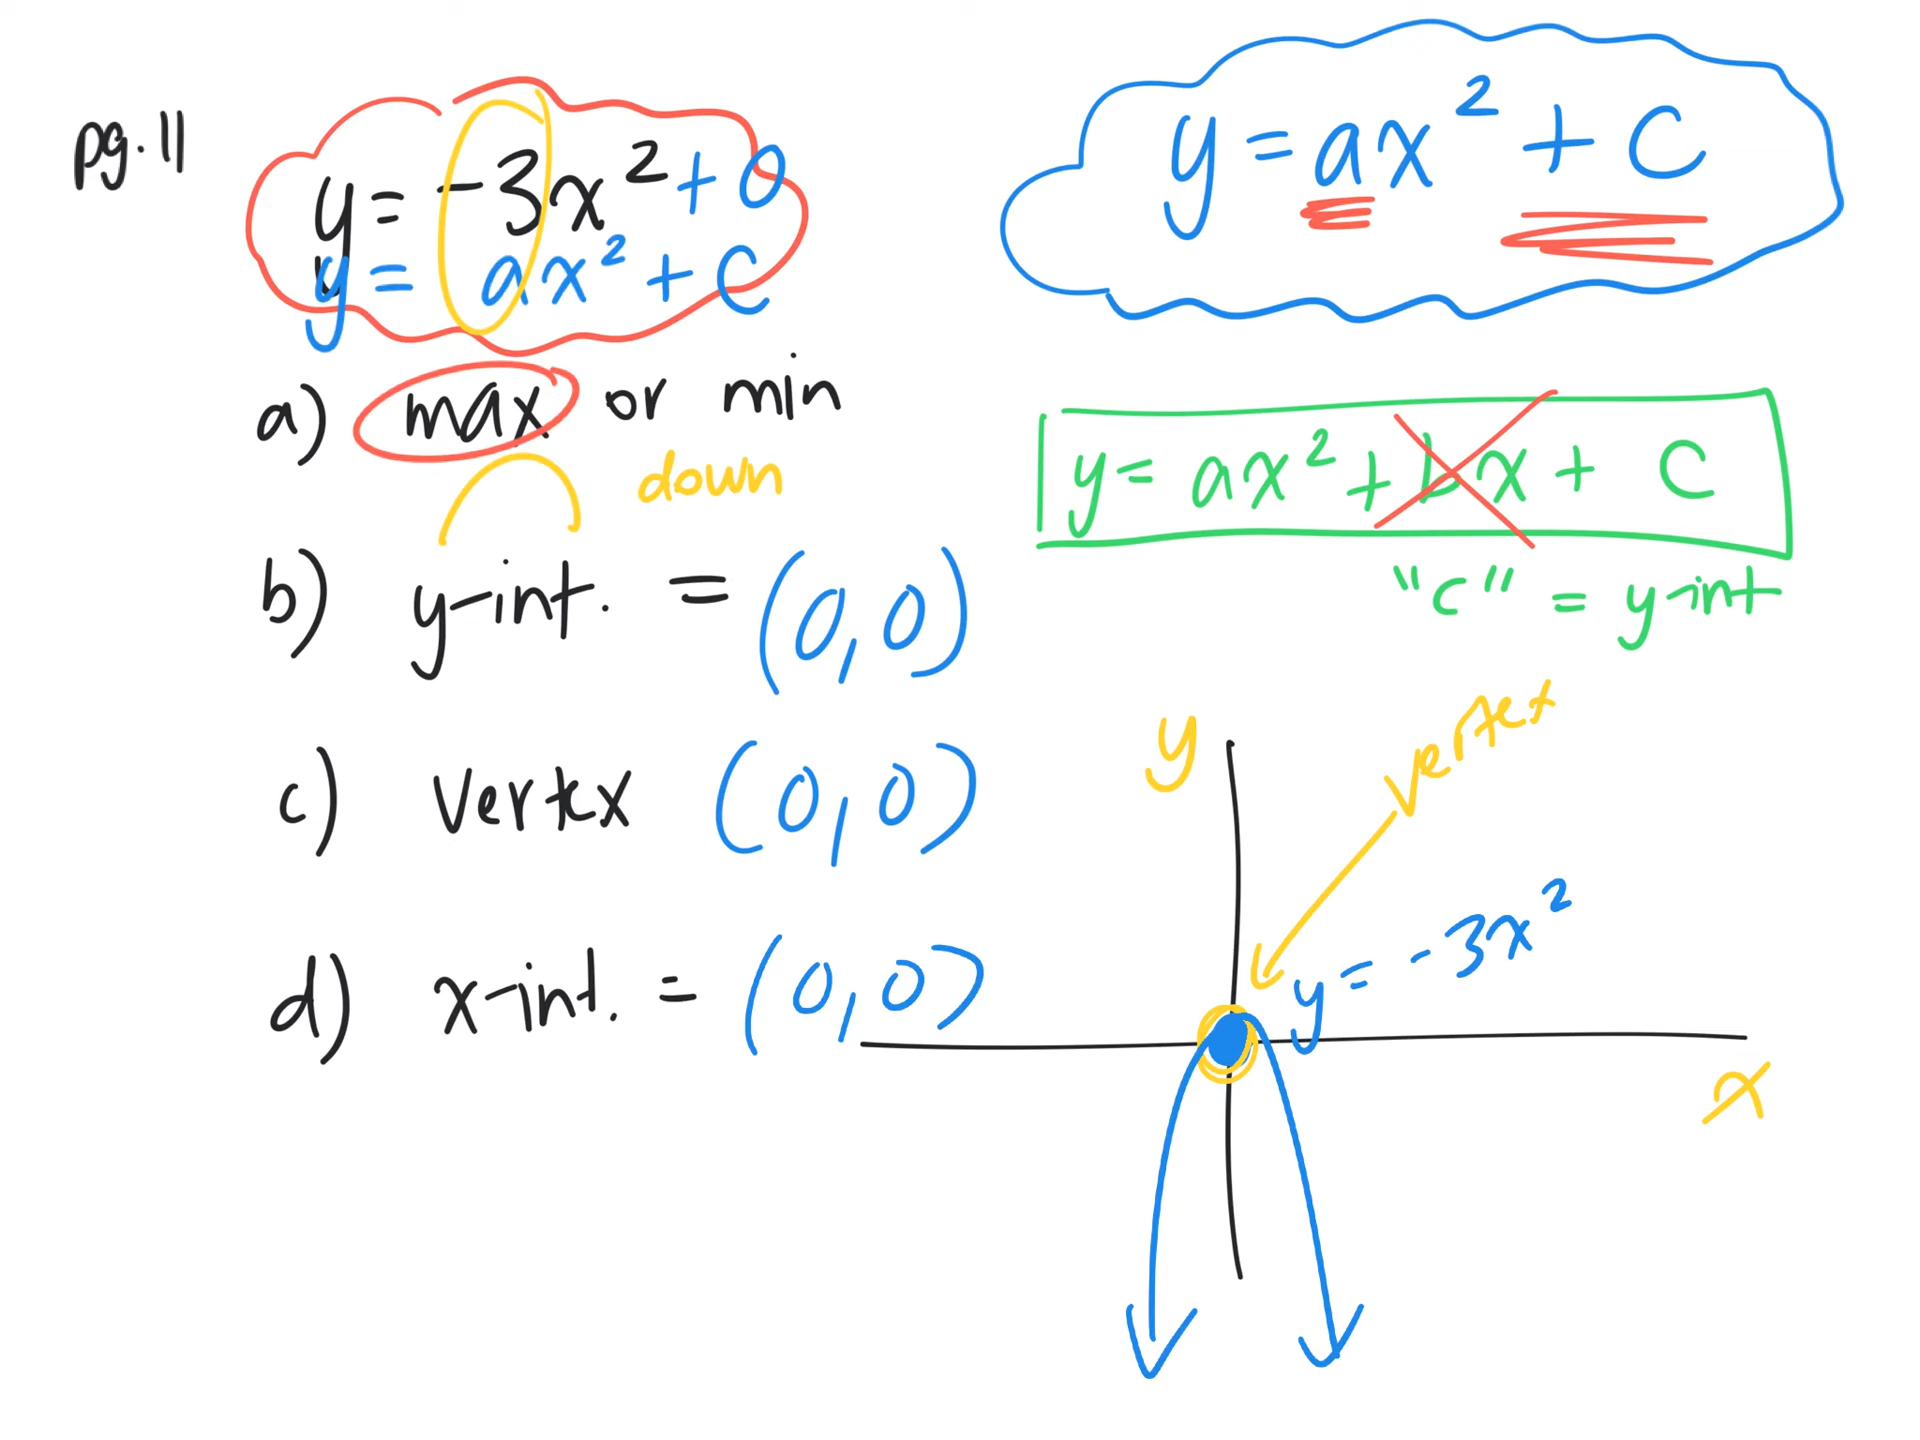 pg.11
y = -3x² + 0
y = ax² + C
y = ax² + C
a) max or min
down
y = ax² + bx + C
"c" = y-int
b) y-int. = (0,0)
c) Vertex (0,0)
d) x-int. = (0,0)
y
vertex
y = -3x²
x